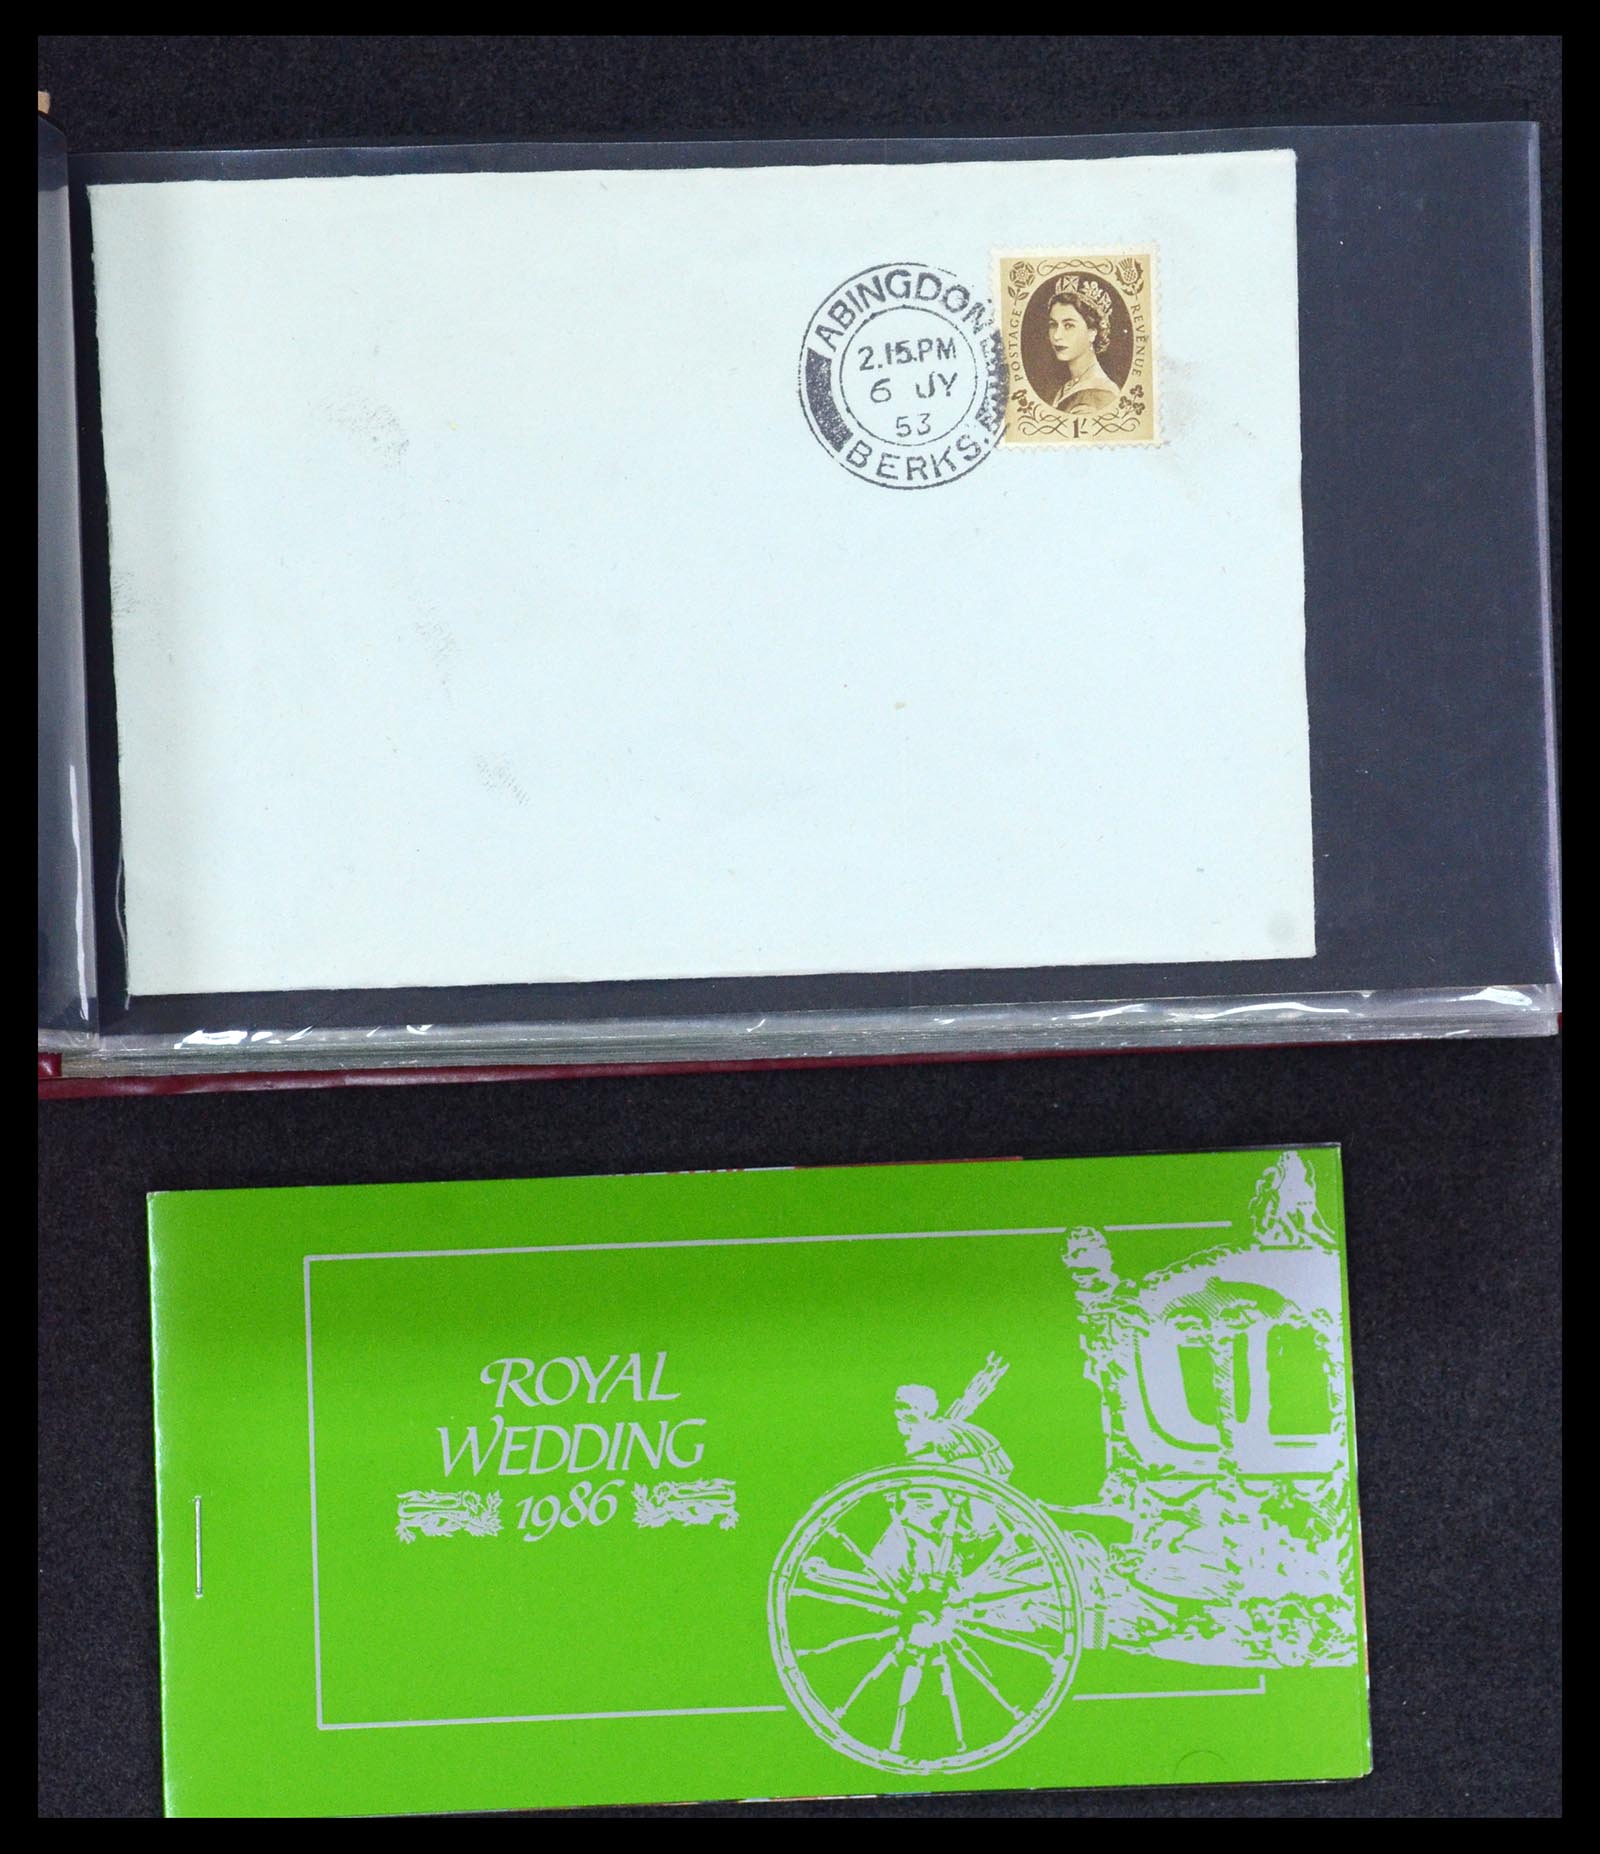 ABINGDON
2.15.PM
6 JY
53
BERKS.
POSTAGE
REVENUE
1/-
ROYAL
WEDDING
1986